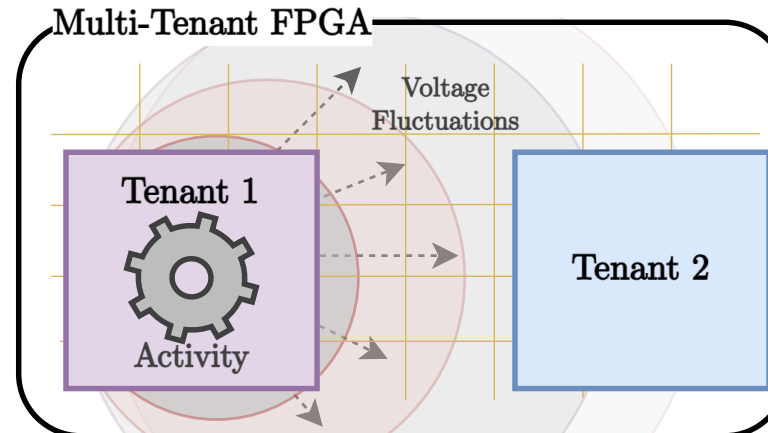 Multi-Tenant FPGA
Voltage
Fluctuations
Tenant 1
Activity
Tenant 2